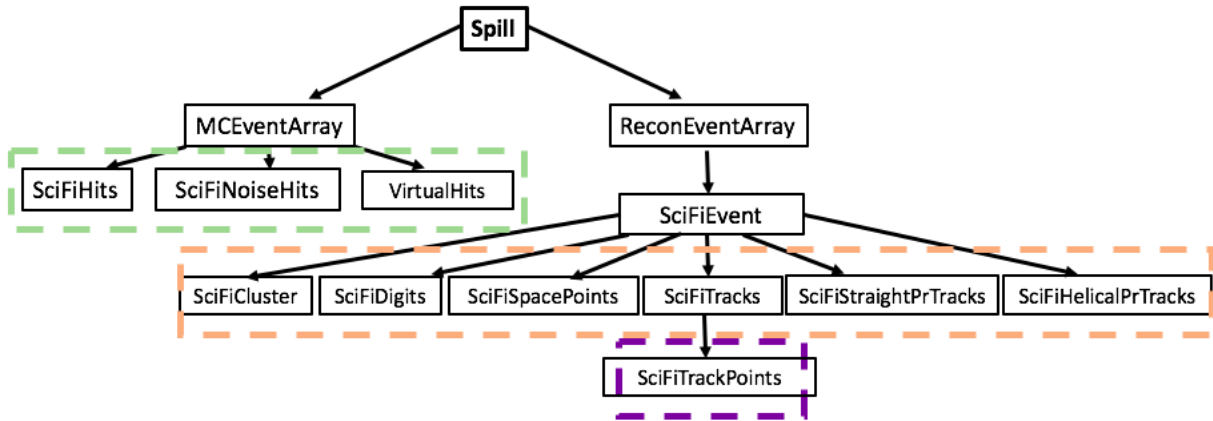 Spill
MCEventArray
ReconEventArray
SciFiHits
SciFiNoiseHits
VirtualHits
SciFiEvent
SciFiCluster
SciFiDigits
SciFiSpacePoints
SciFiTracks
SciFiStraightPrTracks
SciFiHelicalPrTracks
SciFiTrackPoints